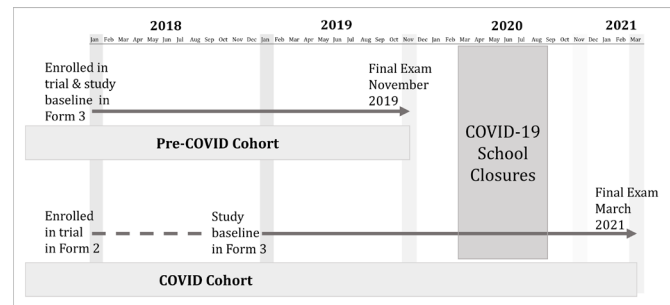 2018 2019 2020 2021
Jan Feb Mar Apr May Jun Jul Aug Sep Oct Nov Dec Jan Feb Mar Apr May Jun Jul Aug Sep Oct Nov Dec Jan Feb Mar Apr May Jun Jul Aug Sep Oct Nov Dec Jan Feb Mar
Enrolled in
trial & study
baseline in
Form 3
Final Exam
November
2019
Pre-COVID Cohort
COVID-19
School
Closures
Enrolled
in trial
in Form 2
Study
baseline
in Form 3
Final Exam
March
2021
COVID Cohort